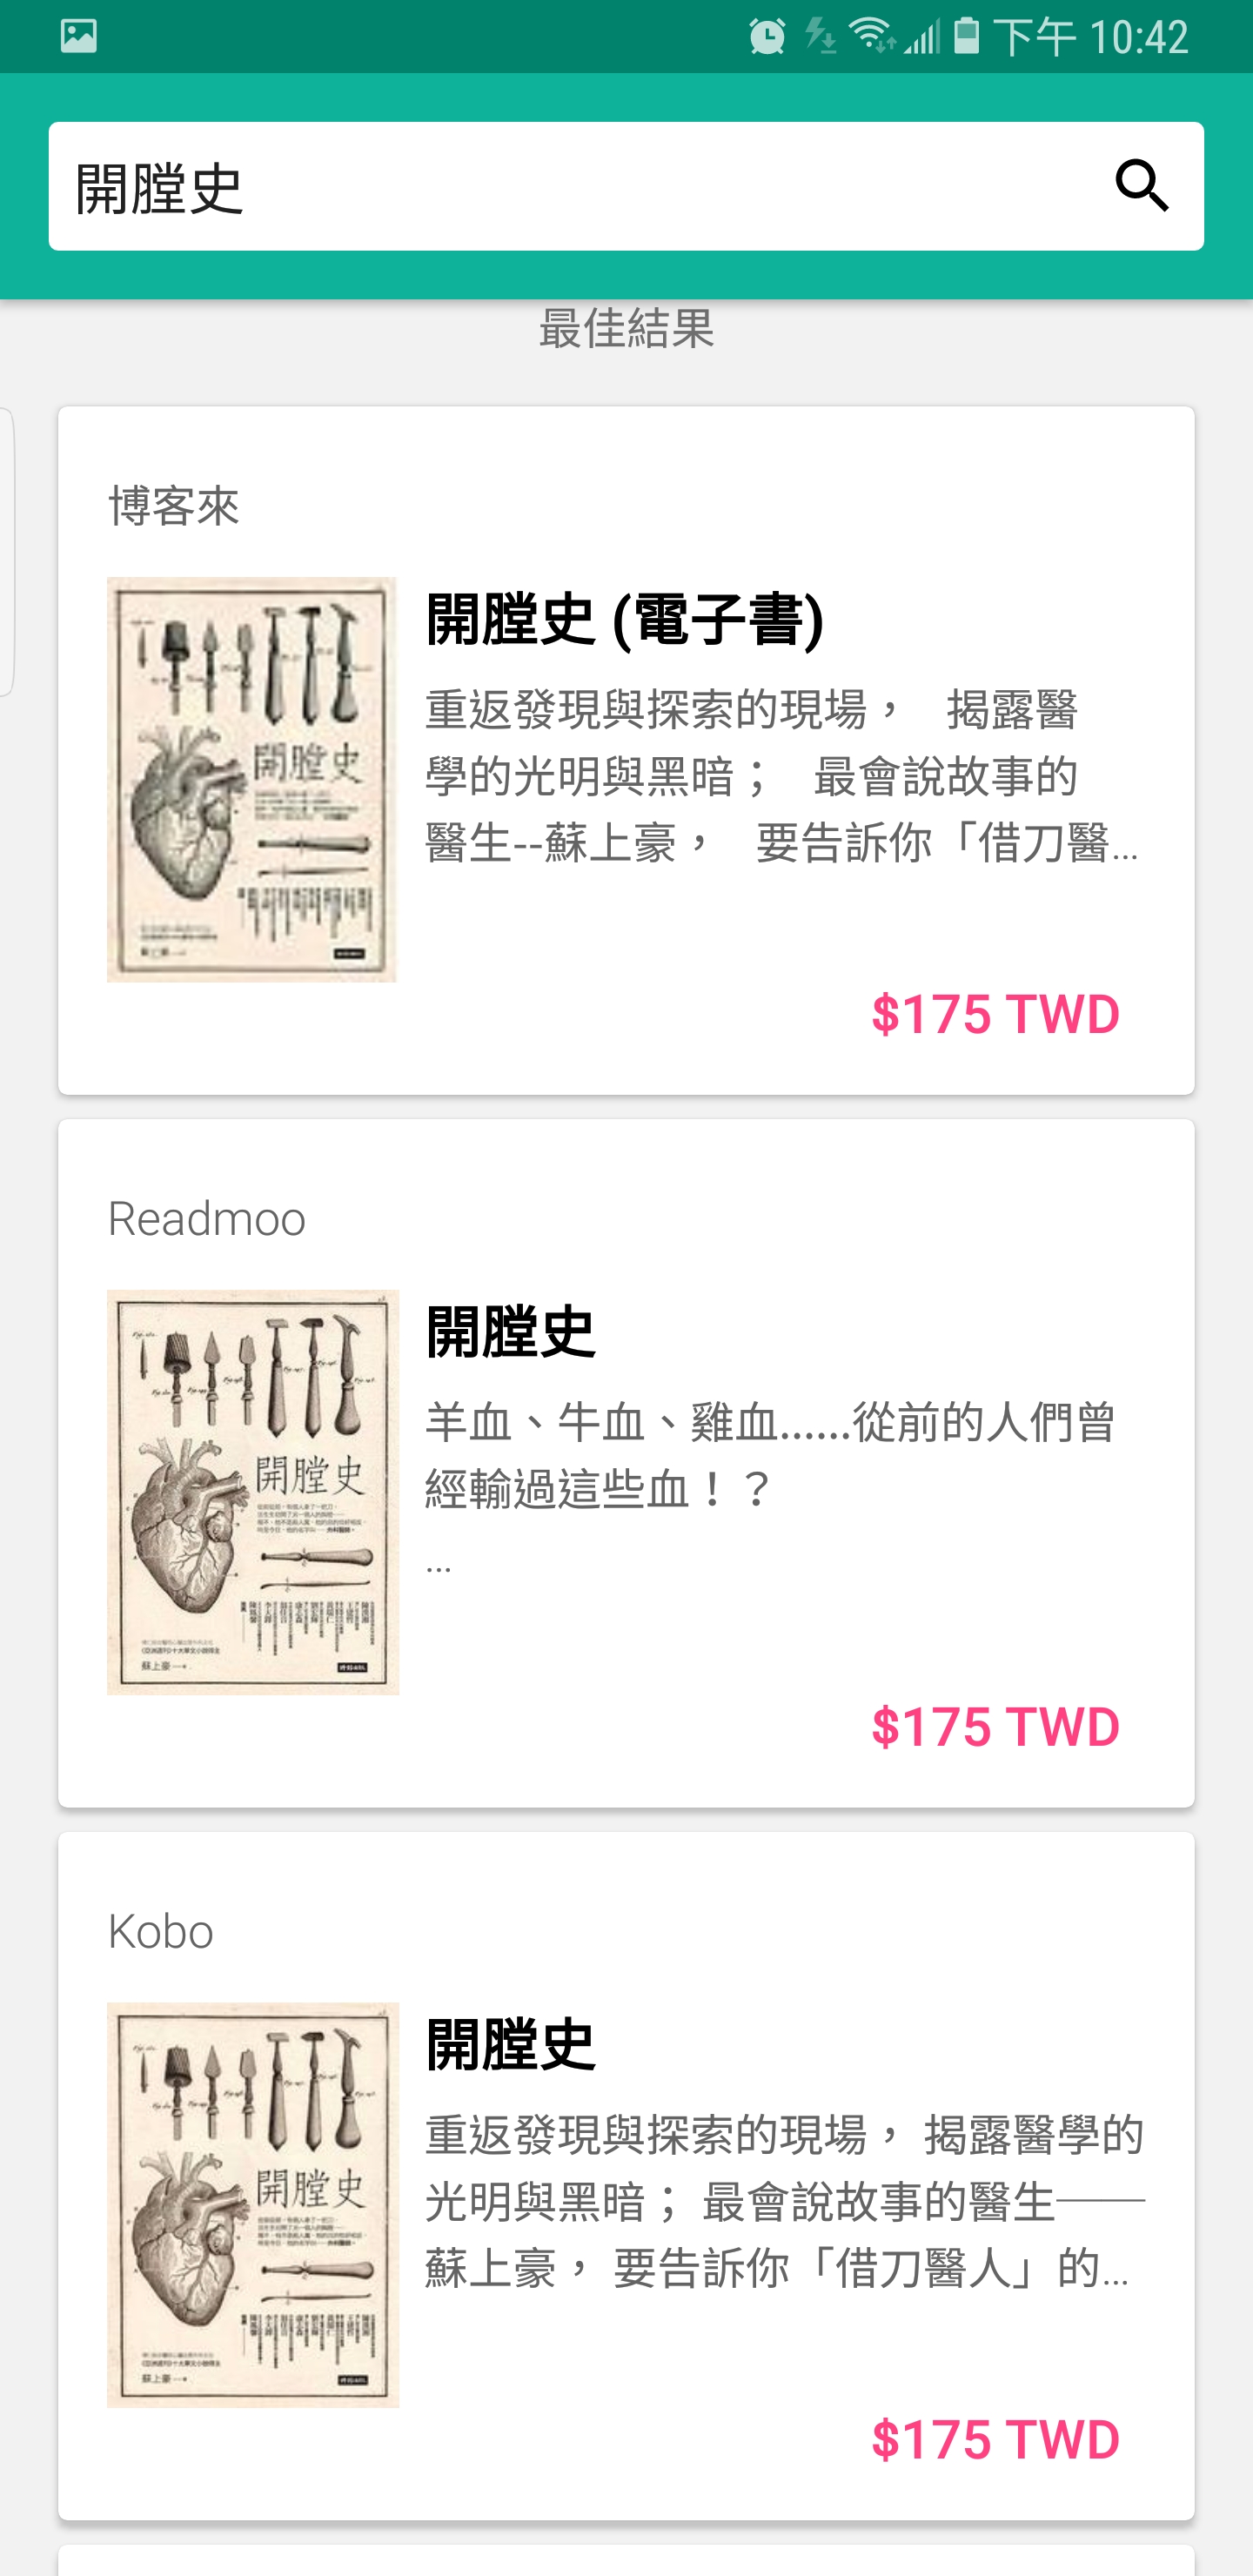 下午 10:42
開膛史
最佳結果
博客來
開膛史 (電子書)
重返發現與探索的現場， 揭露醫
學的光明與黑暗； 最會說故事的
醫生--蘇上豪， 要告訴你「借刀醫...
開膛史
$175 TWD
Readmoo
開膛史
羊血、牛血、雞血......從前的人們曾
經輸過這些血！？
...
開膛史
蘇上豪
$175 TWD
Kobo
開膛史
重返發現與探索的現場， 揭露醫學的
光明與黑暗； 最會說故事的醫生──
蘇上豪， 要告訴你「借刀醫人」的...
開膛史
蘇上豪
$175 TWD